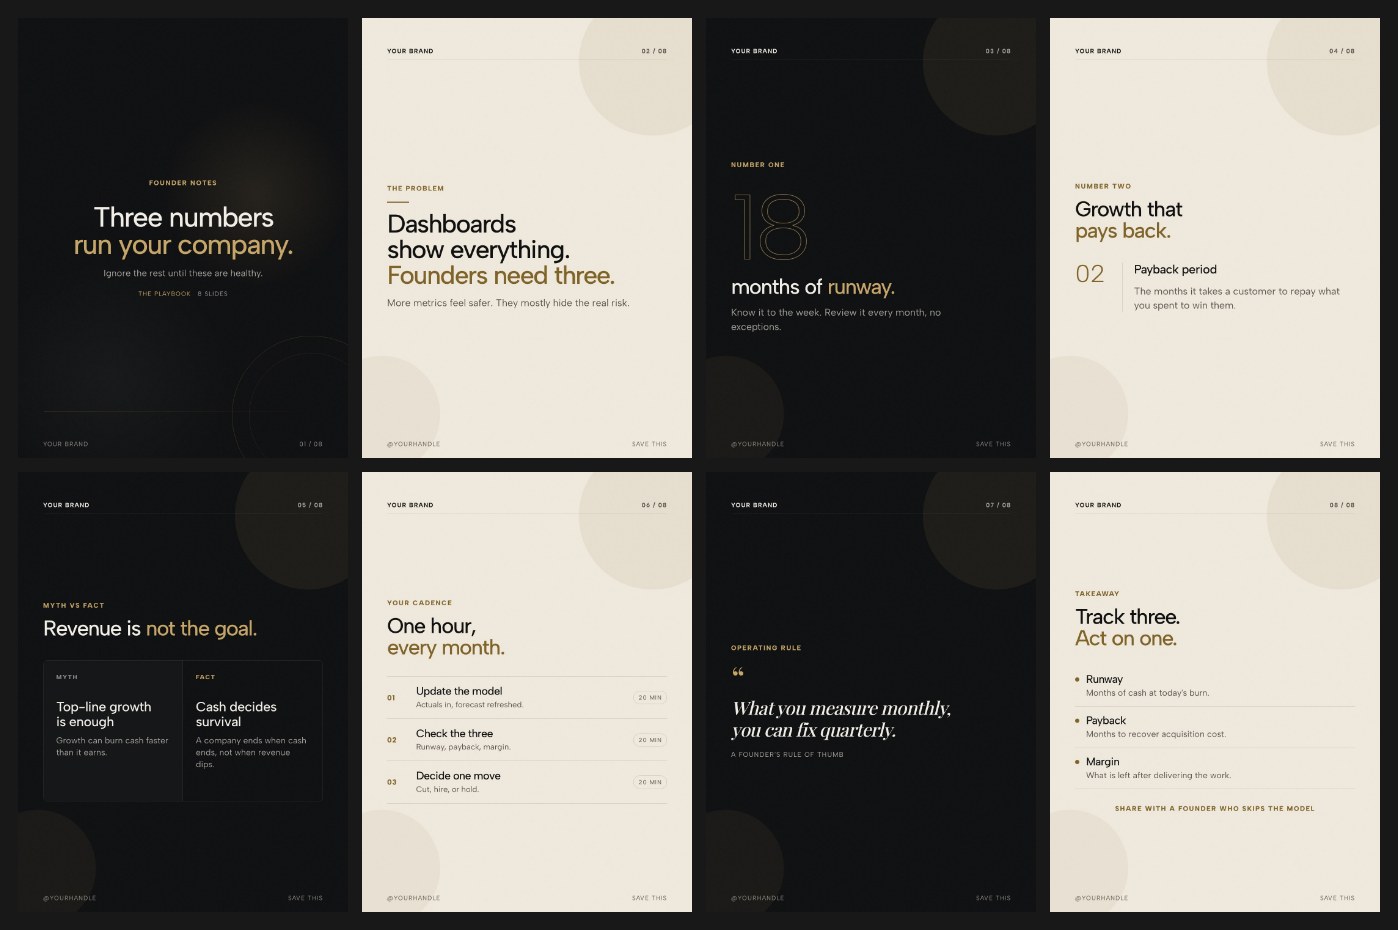 FOUNDER NOTES
Three numbers
run your company.
Ignore the rest until these are healthy.
THE PLAYBOOK 8 SLIDES
YOUR BRAND 01 / 08
YOUR BRAND 02 / 08
THE PROBLEM
Dashboards
show everything.
Founders need three.
More metrics feel safer. They mostly hide the real risk.
@YOURHANDLE SAVE THIS
YOUR BRAND 03 / 08
NUMBER ONE
18
months of runway.
Know it to the week. Review it every month, no
exceptions.
@YOURHANDLE SAVE THIS
YOUR BRAND 04 / 08
NUMBER TWO
Growth that
pays back.
02 Payback period
The months it takes a customer to repay what
you spent to win them.
@YOURHANDLE SAVE THIS
YOUR BRAND 05 / 08
MYTH VS FACT
Revenue is not the goal.
MYTH
Top-line growth
is enough
Growth can burn cash faster
than it earns.
FACT
Cash decides
survival
A company ends when cash
ends, not when revenue
dips.
@YOURHANDLE SAVE THIS
YOUR BRAND 06 / 08
YOUR CADENCE
One hour,
every month.
01 Update the model 20 MIN
Actuals in, forecast refreshed.
02 Check the three 20 MIN
Runway, payback, margin.
03 Decide one move 20 MIN
Cut, hire, or hold.
@YOURHANDLE SAVE THIS
YOUR BRAND 07 / 08
OPERATING RULE
“
What you measure monthly,
you can fix quarterly.
A FOUNDER'S RULE OF THUMB
@YOURHANDLE SAVE THIS
YOUR BRAND 08 / 08
TAKEAWAY
Track three.
Act on one.
Runway
Months of cash at today's burn.
Payback
Months to recover acquisition cost.
Margin
What is left after delivering the work.
SHARE WITH A FOUNDER WHO SKIPS THE MODEL
@YOURHANDLE SAVE THIS